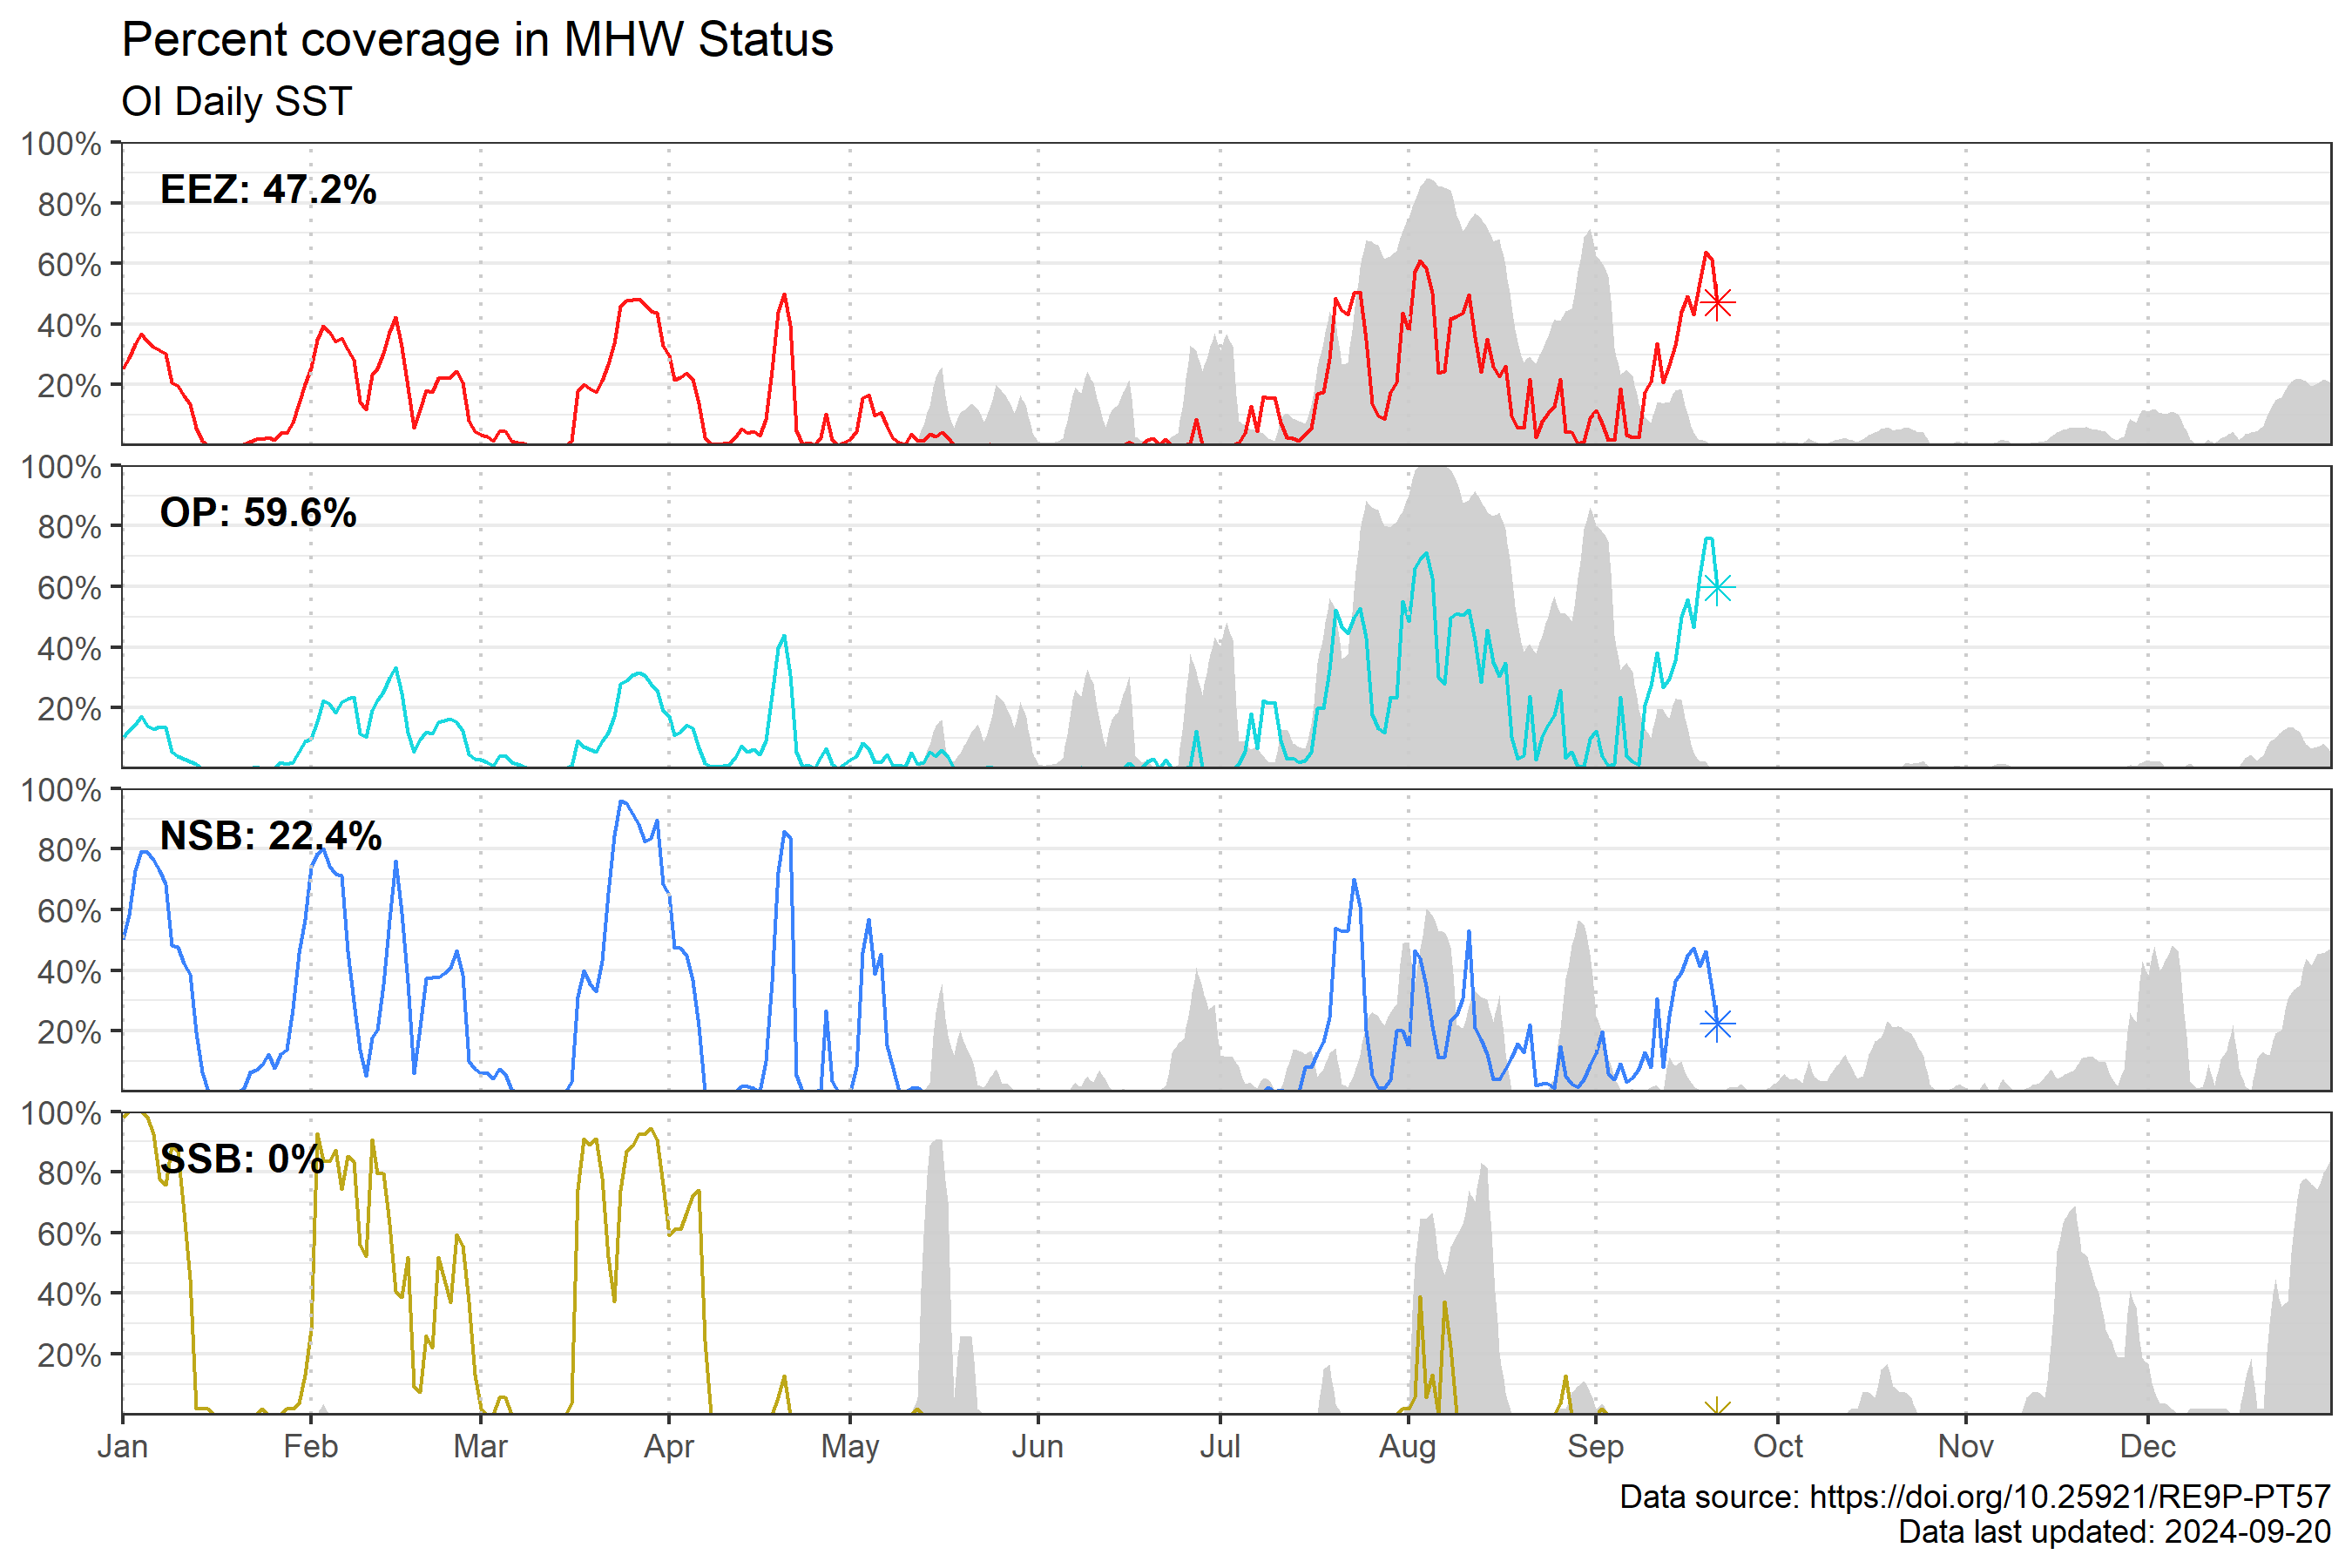 Percent coverage in MHW Status
OI Daily SST
100%
80%
60%
40%
20%
EEZ: 47.2%
100%
80%
60%
40%
20%
OP: 59.6%
100%
80%
60%
40%
20%
NSB: 22.4%
100%
80%
60%
40%
20%
SSB: 0%
Jan Feb Mar Apr May Jun Jul Aug Sep Oct Nov Dec
Data source: https://doi.org/10.25921/RE9P-PT57
Data last updated: 2024-09-20